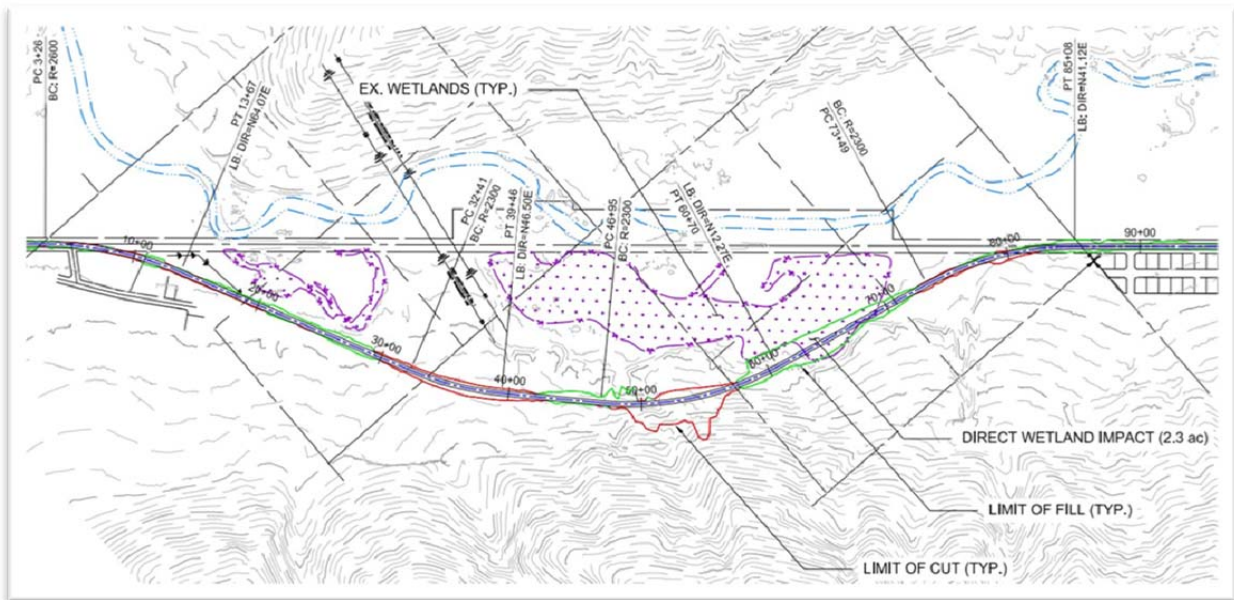 PC 3+26
BC: R=2600
PT 13+67
LB: DIR=N64.07E
EX. WETLANDS (TYP.)
PC 32+41
BC: R=2300
PT 39+46
LB: DIR=N46.50E
PC 46+95
BC: R=2300
LB: DIR=N12.27E
PT 60+70
BC: R=2300
PC 73+49
PT 85+08
LB: DIR=N41.12E
10+00
20+00
30+00
40+00
50+00
60+00
70+00
80+00
90+00
DIRECT WETLAND IMPACT (2.3 ac)
LIMIT OF FILL (TYP.)
LIMIT OF CUT (TYP.)